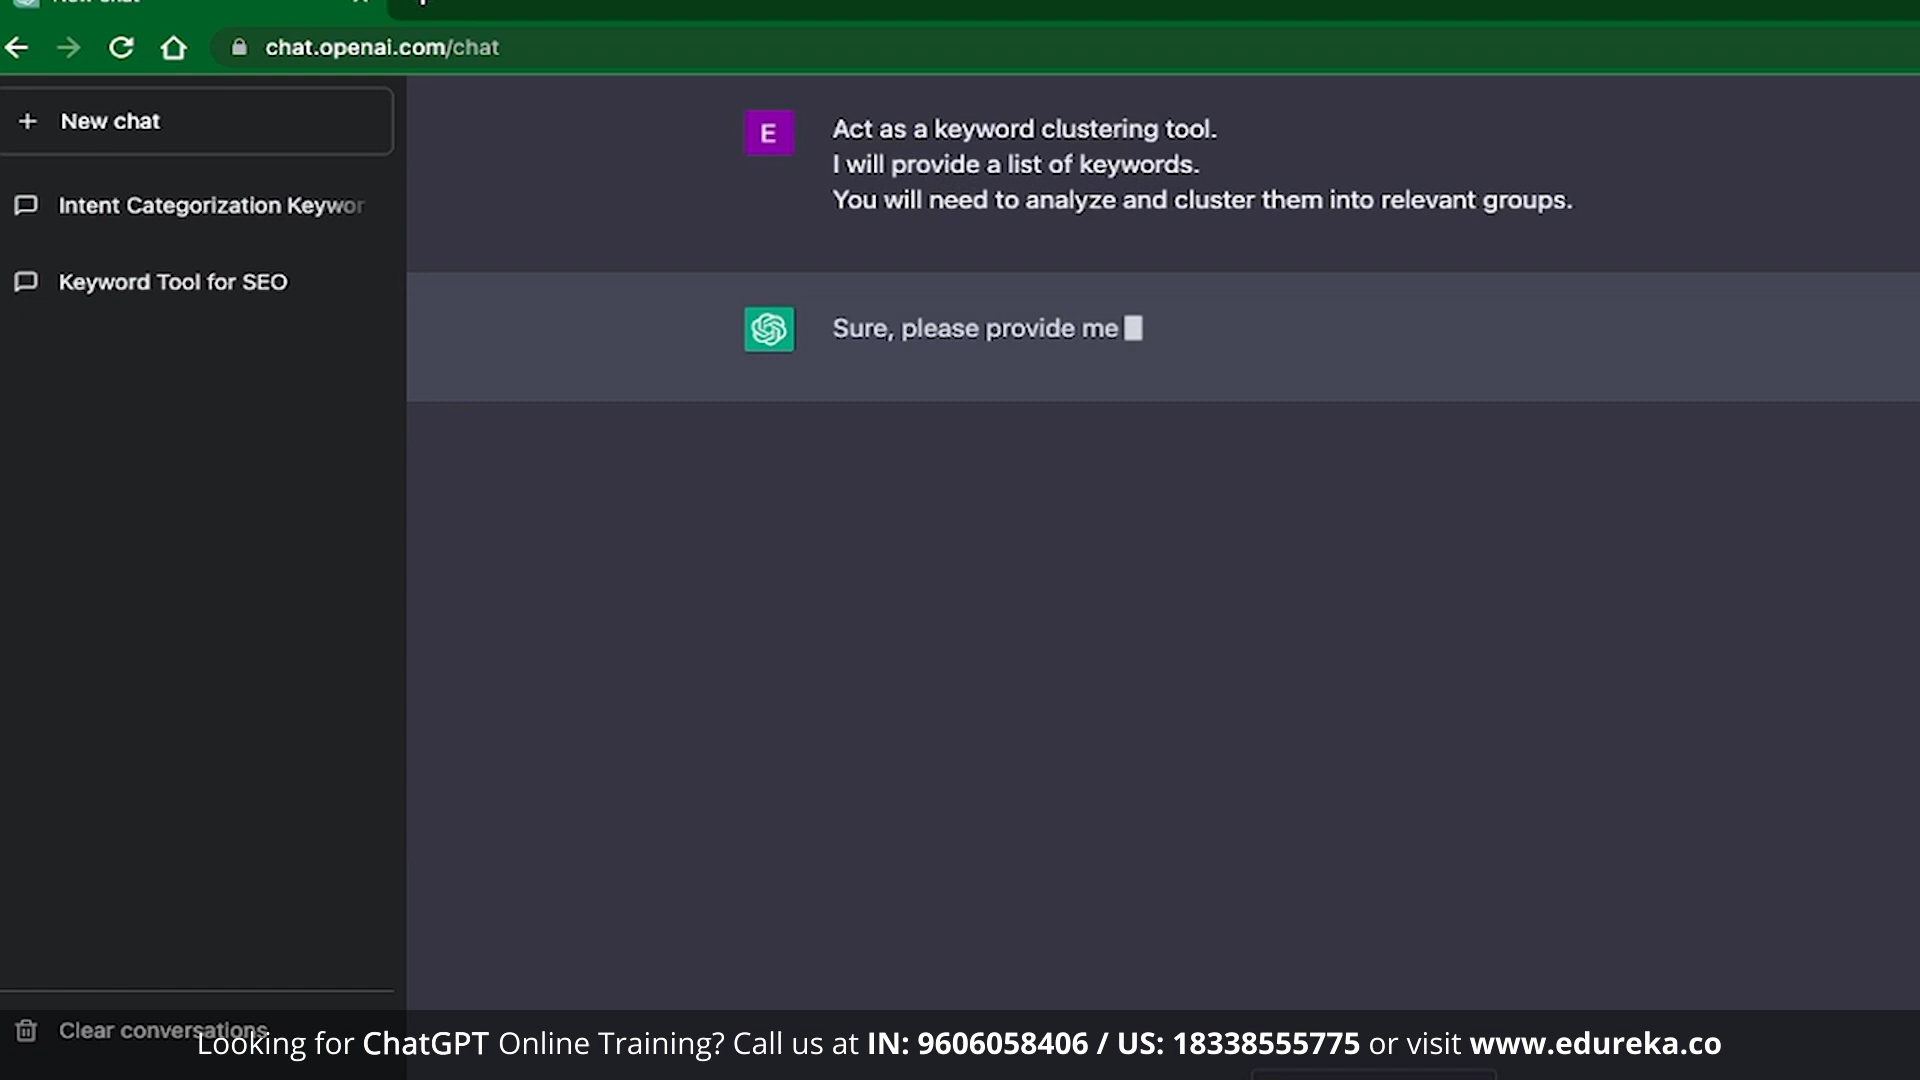 chat.openai.com/chat
New chat
Intent Categorization Keywor
Keyword Tool for SEO
E
Act as a keyword clustering tool.
I will provide a list of keywords.
You will need to analyze and cluster them into relevant groups.
Sure, please provide me
Clear conversations
Looking for ChatGPT Online Training? Call us at IN: 9606058406 / US: 18338555775 or visit www.edureka.co